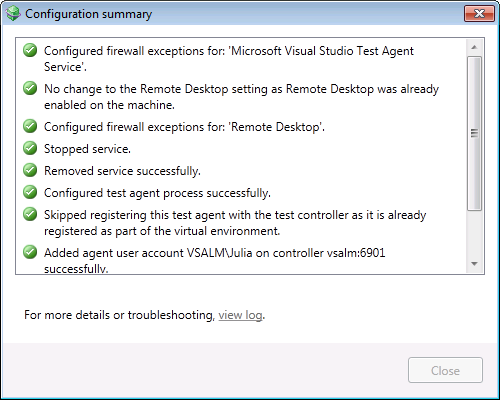 Configuration summary
Configured firewall exceptions for: 'Microsoft Visual Studio Test Agent
Service'.
No change to the Remote Desktop setting as Remote Desktop was already
enabled on the machine.
Configured firewall exceptions for: 'Remote Desktop'.
Stopped service.
Removed service successfully.
Configured test agent process successfully.
Skipped registering this test agent with the test controller as it is already
registered as part of the virtual environment.
Added agent user account VSALM\Julia on controller vsalm:6901
successfully.
For more details or troubleshooting, view log.
Close